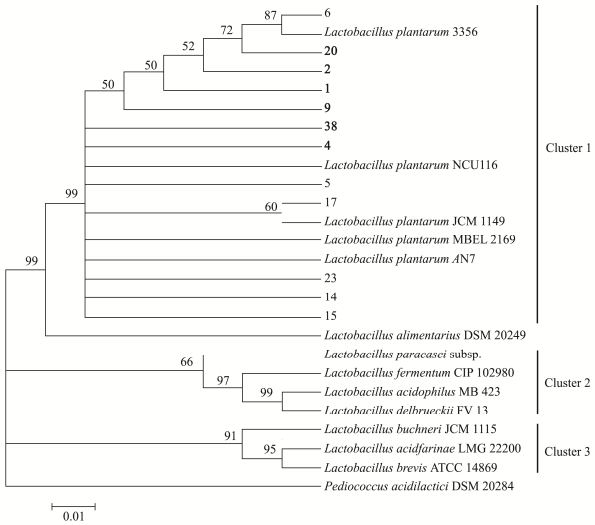 87
6
72
Lactobacillus plantarum 3356
52
20
50
2
50
1
9
38
4
Cluster 1
Lactobacillus plantarum NCU116
99
5
17
60
Lactobacillus plantarum JCM 1149
Lactobacillus plantarum MBEL 2169
99
Lactobacillus plantarum AN7
23
14
15
Lactobacillus alimentarius DSM 20249
66
Lactobacillus paracasei subsp.
97
Lactobacillus fermentum CIP 102980
Cluster 2
99
Lactobacillus acidophilus MB 423
Lactobacillus delbrueckii FV 13
91
Lactobacillus buchneri JCM 1115
95
Lactobacillus acidfarinae LMG 22200
Cluster 3
Lactobacillus brevis ATCC 14869
Pediococcus acidilactici DSM 20284
0.01